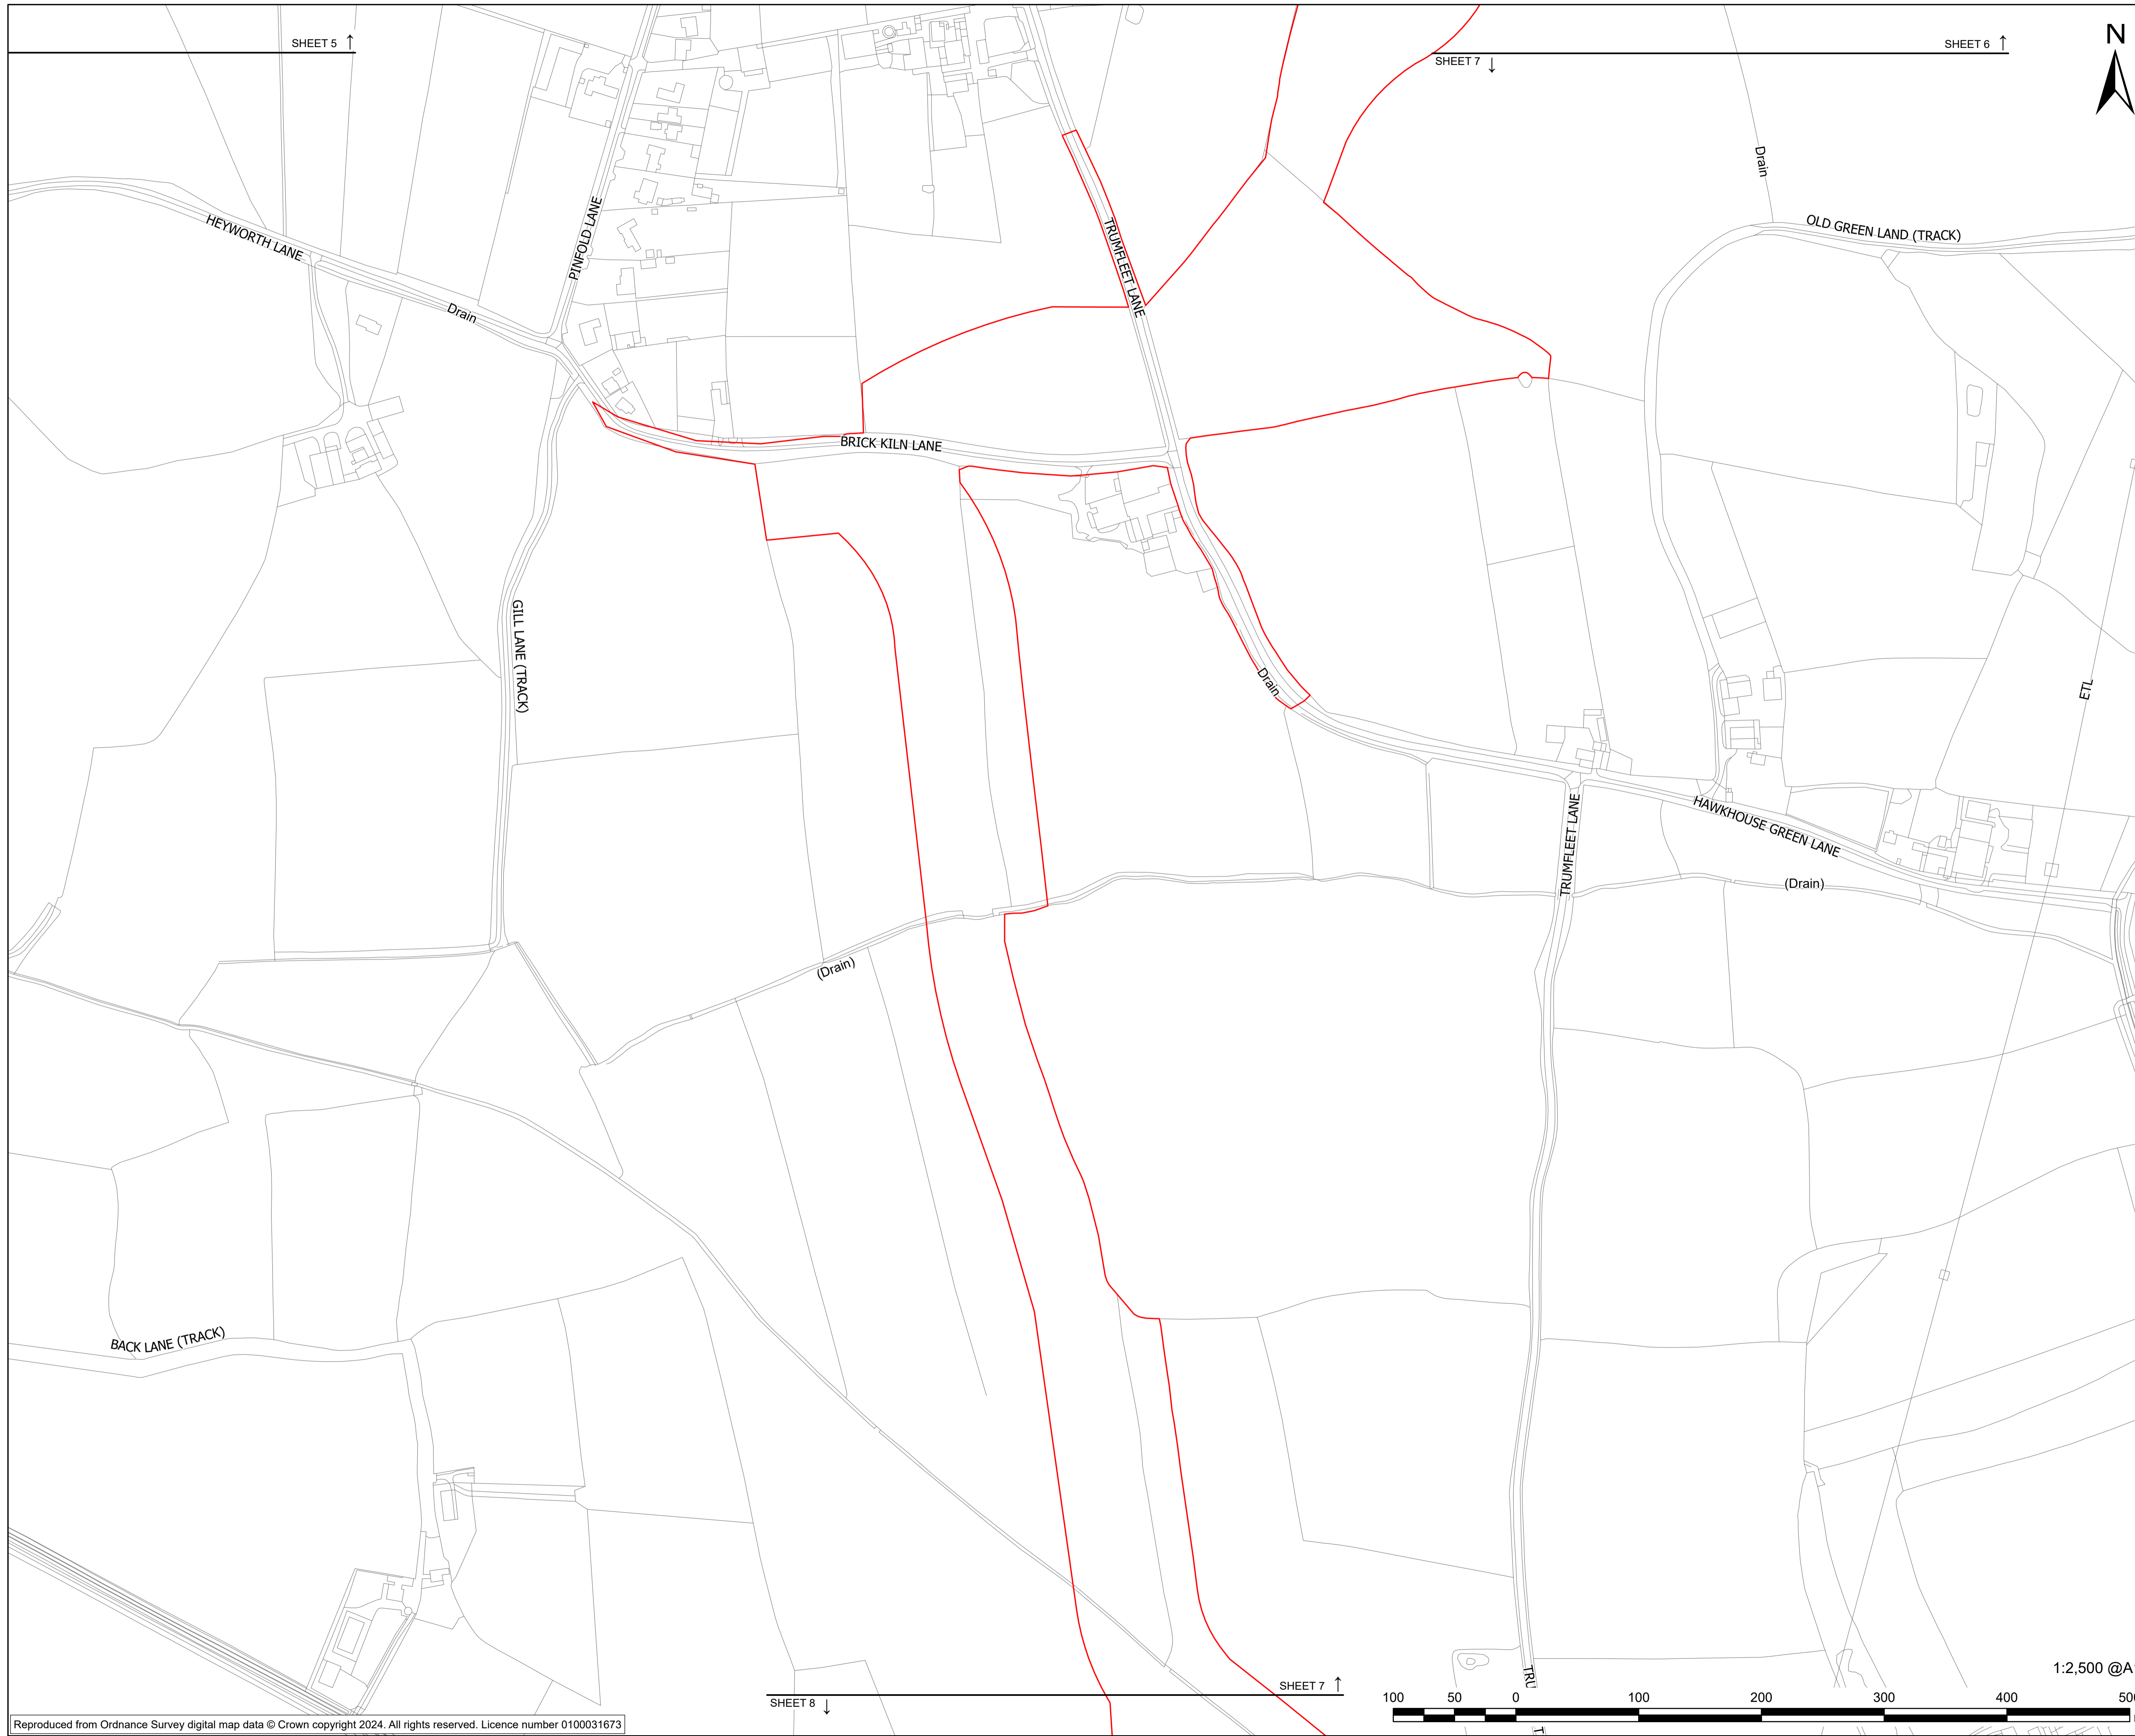 SHEET 5 ↑
SHEET 6 ↑
SHEET 7 ↓
N
Drain
HEYWORTH LANE
PINFOLD LANE
TRUMFLEET LANE
OLD GREEN LAND (TRACK)
Drain
BRICK KILN LANE
GILL LANE (TRACK)
Drain
ETL
TRUMFLEET LANE
HAWKHOUSE GREEN LANE
(Drain)
(Drain)
BACK LANE (TRACK)
TRU
1:2,500 @A
SHEET 7 ↑
SHEET 8 ↓
100 50 0 100 200 300 400 500
T
Reproduced from Ordnance Survey digital map data © Crown copyright 2024. All rights reserved. Licence number 0100031673